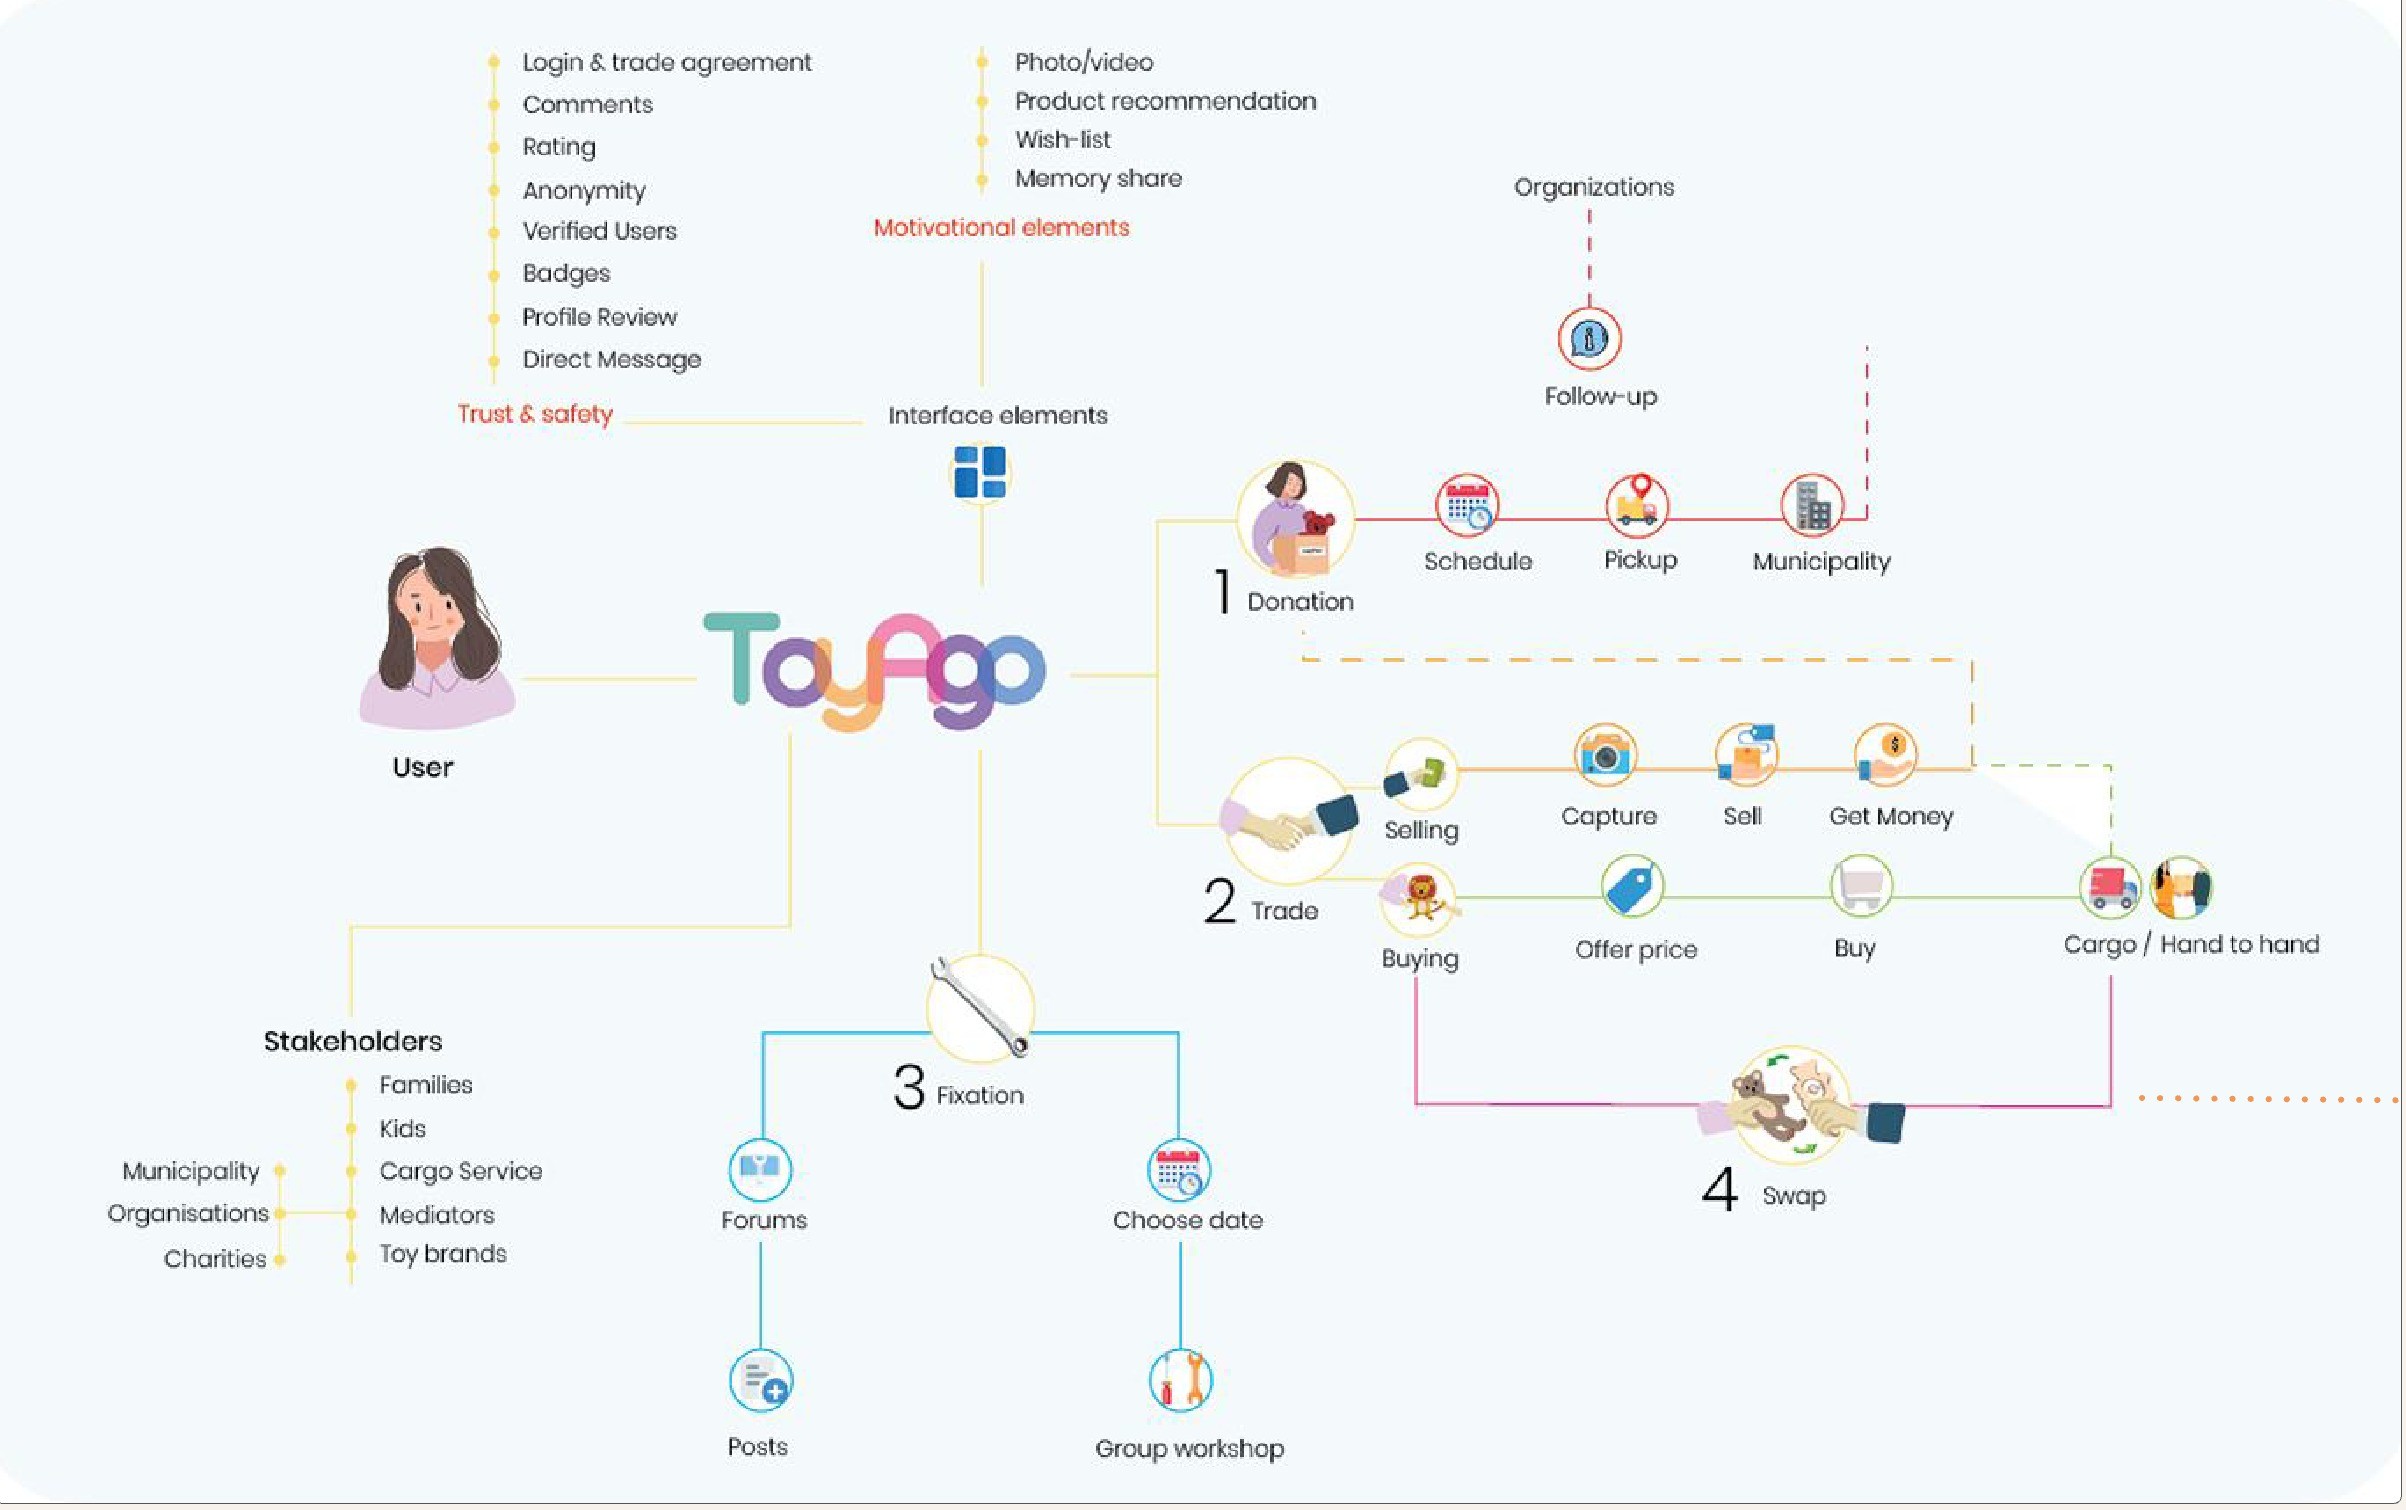 Login & trade agreement
Comments
Rating
Anonymity
Verified Users
Badges
Profile Review
Direct Message
Trust & safety
Photo/video
Product recommendation
Wish-list
Memory share
Motivational elements
Interface elements
Organizations
Follow-up
Schedule
Pickup
Municipality
1 Donation
User
ToyAgo
Selling
Capture
Sell
Get Money
2 Trade
Buying
Offer price
Buy
Cargo / Hand to hand
Stakeholders
Families
Kids
Cargo Service
Mediators
Toy brands
Municipality
Organisations
Charities
3 Fixation
Forums
Choose date
Posts
Group workshop
4 Swap